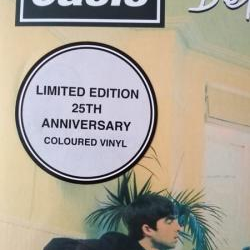 oasis
LIMITED EDITION
25TH
ANNIVERSARY
COLOURED VINYL